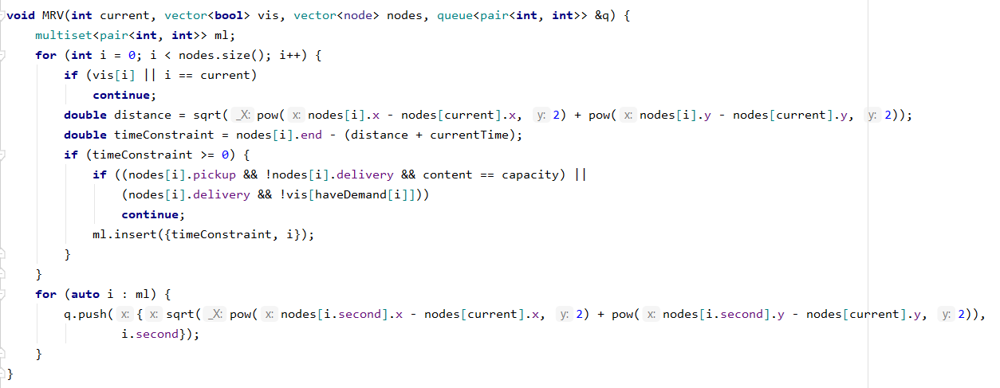 void MRV(int current, vector<bool> vis, vector<node> nodes, queue<pair<int, int>> &q) {
    multiset<pair<int, int>> ml;
    for (int i = 0; i < nodes.size(); i++) {
        if (vis[i] || i == current)
            continue;
        double distance = sqrt( _X: pow( x: nodes[i].x - nodes[current].x, y: 2) + pow( x: nodes[i].y - nodes[current].y, y: 2));
        double timeConstraint = nodes[i].end - (distance + currentTime);
        if (timeConstraint >= 0) {
            if ((nodes[i].pickup && !nodes[i].delivery && content == capacity) ||
                (nodes[i].delivery && !vis[haveDemand[i]]))
                continue;
            ml.insert({timeConstraint, i});
        }
    }
    for (auto i : ml) {
        q.push( x: { x: sqrt( _X: pow( x: nodes[i.second].x - nodes[current].x, y: 2) + pow( x: nodes[i.second].y - nodes[current].y, y: 2)),
                i.second});
    }
}